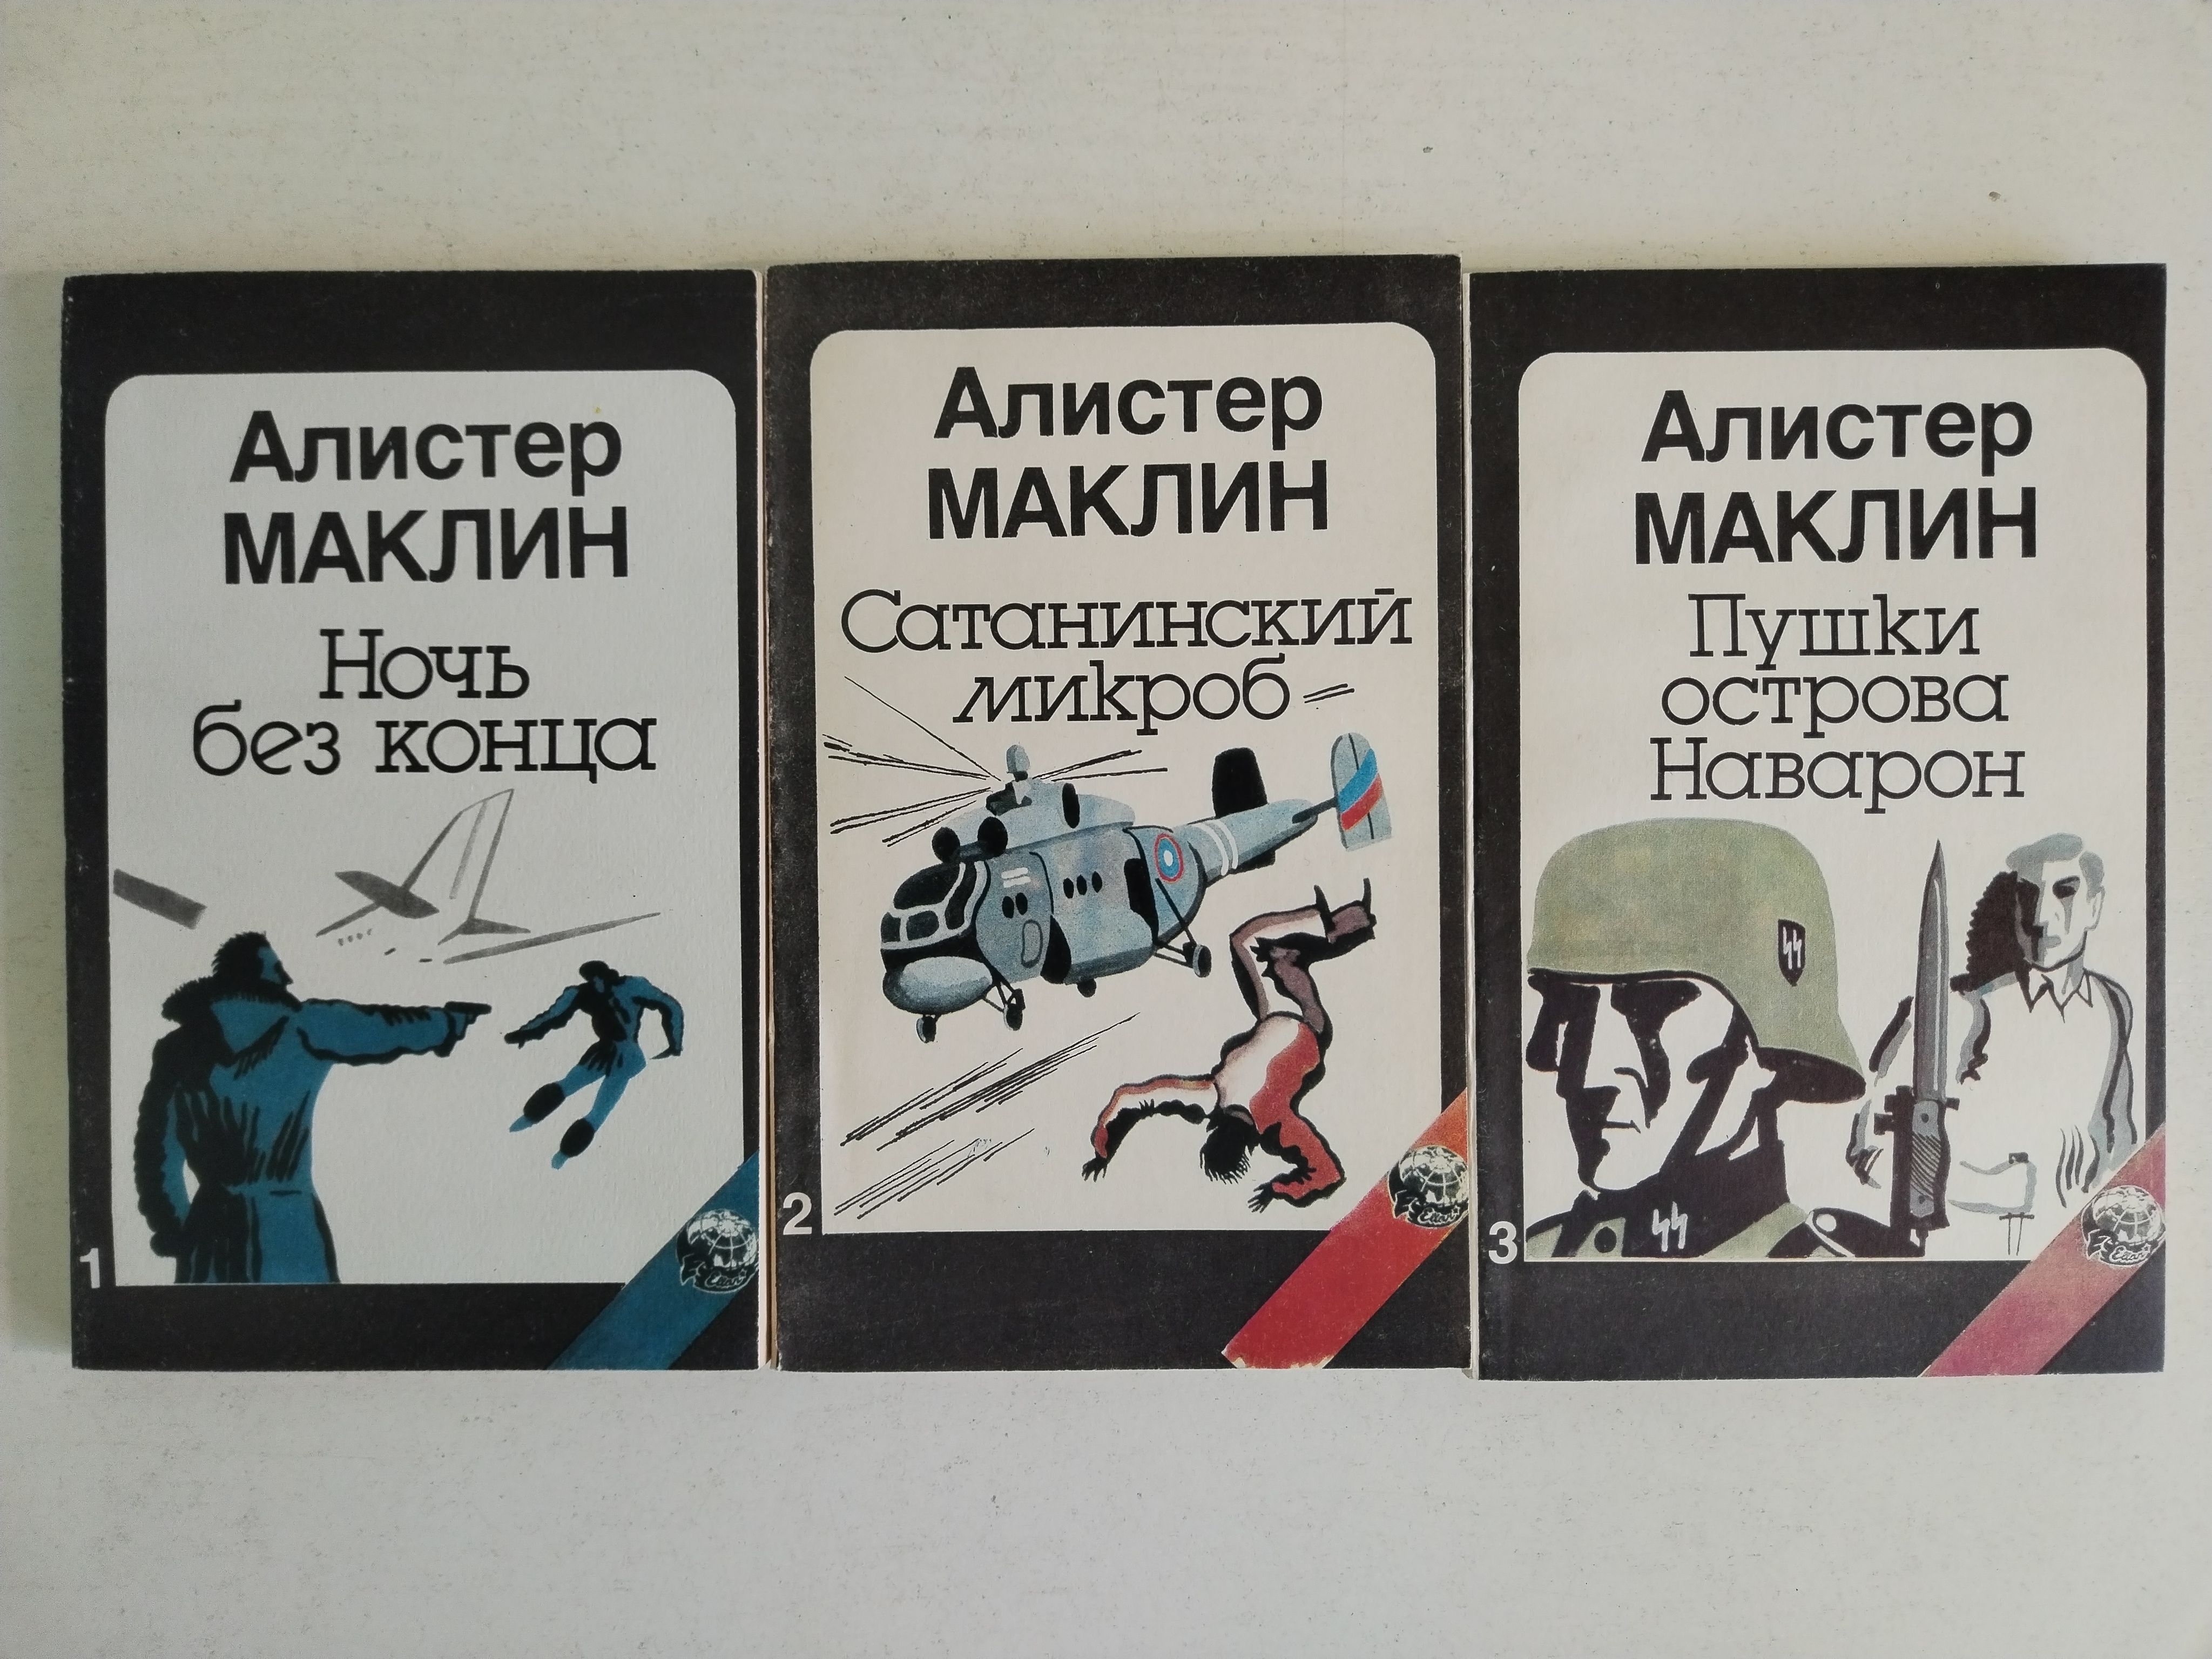 Алистер
МАКЛИН
Ночь
без конца
1
Алистер
МАКЛИН
Сатанинский
микроб
2
Алистер
МАКЛИН
Пушки
острова
Наварон
3